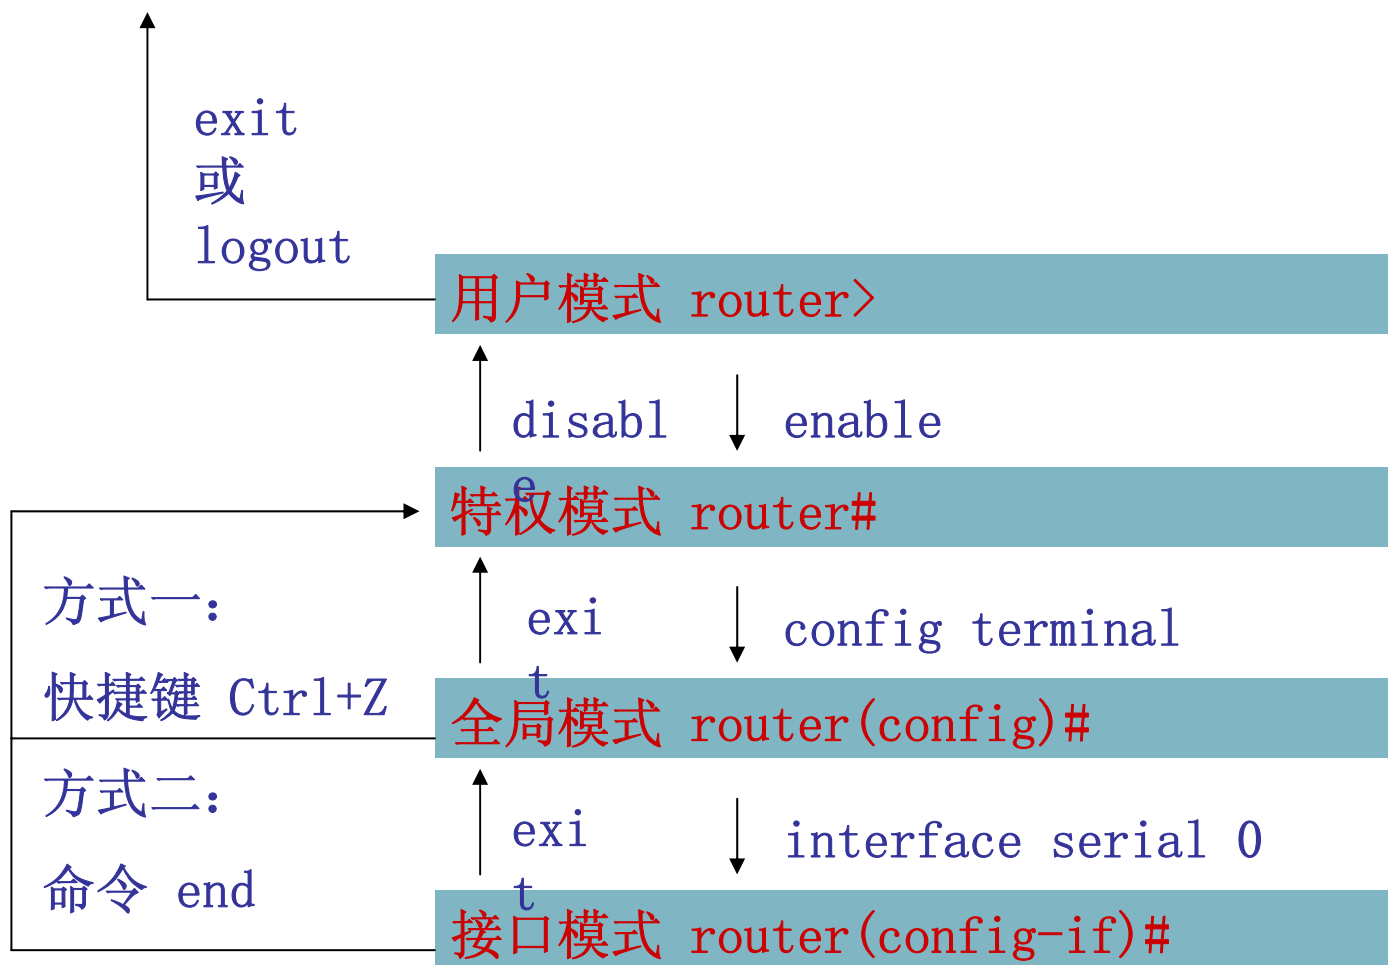 exit
或
logout
用户模式 router>
disabl
e
enable
特权模式 router#
方式一：
快捷键 Ctrl+Z
exi
t
config terminal
全局模式 router(config)#
方式二：
命令 end
exi
t
interface serial 0
接口模式 router(config-if)#